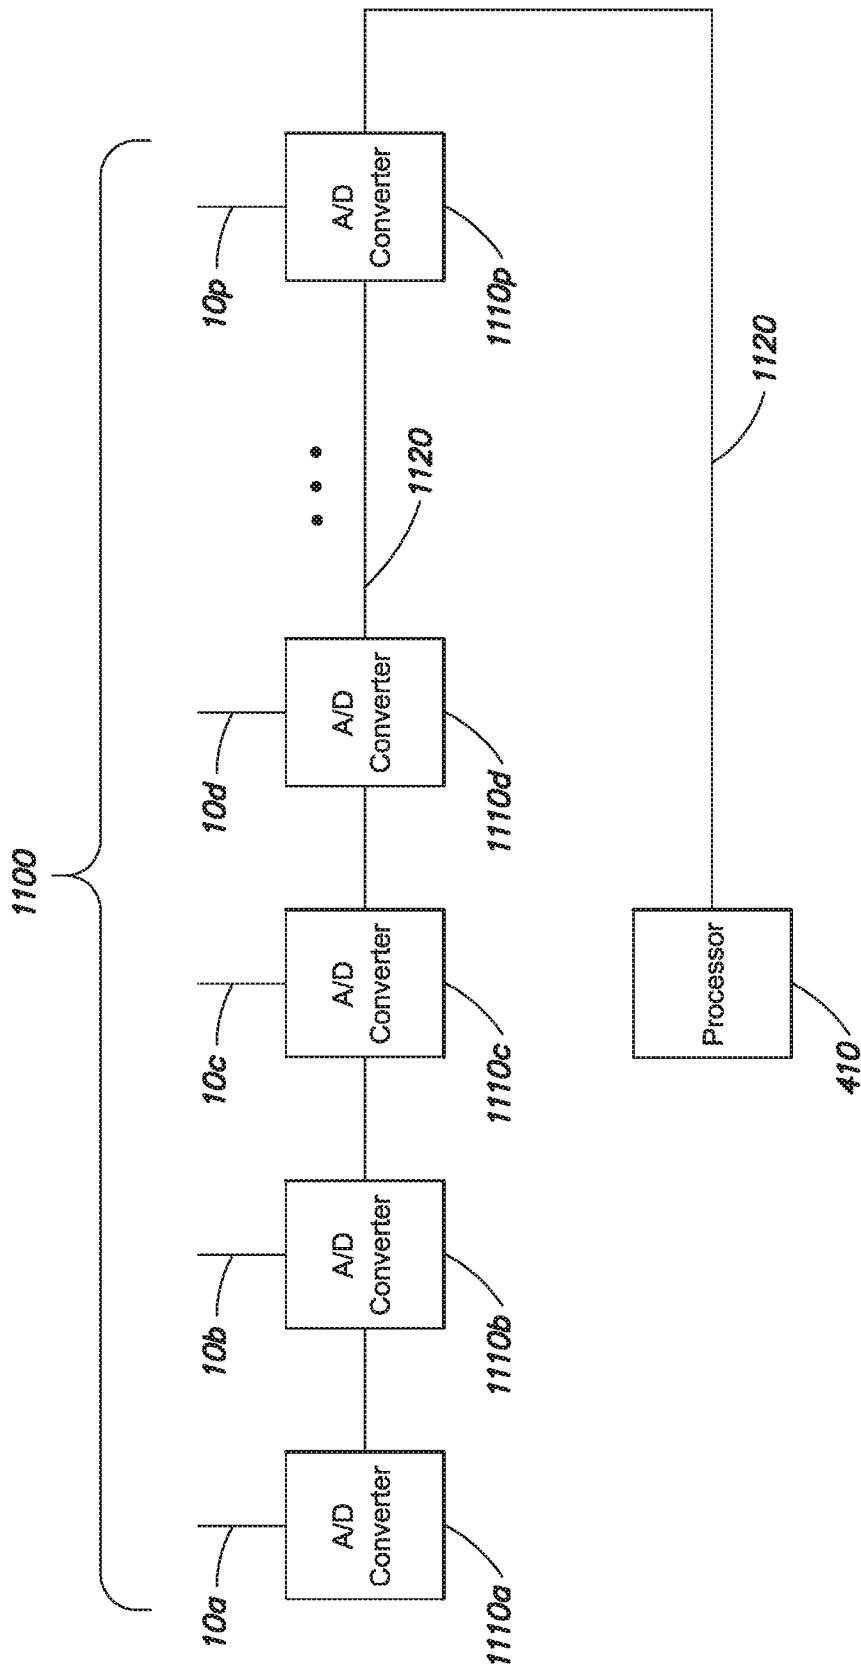 1100
10a
10b
10c
10d
10p
A/D
Converter
A/D
Converter
A/D
Converter
A/D
Converter
A/D
Converter
1110a
1110b
1110c
1110d
1120
1110p
Processor
410
1120